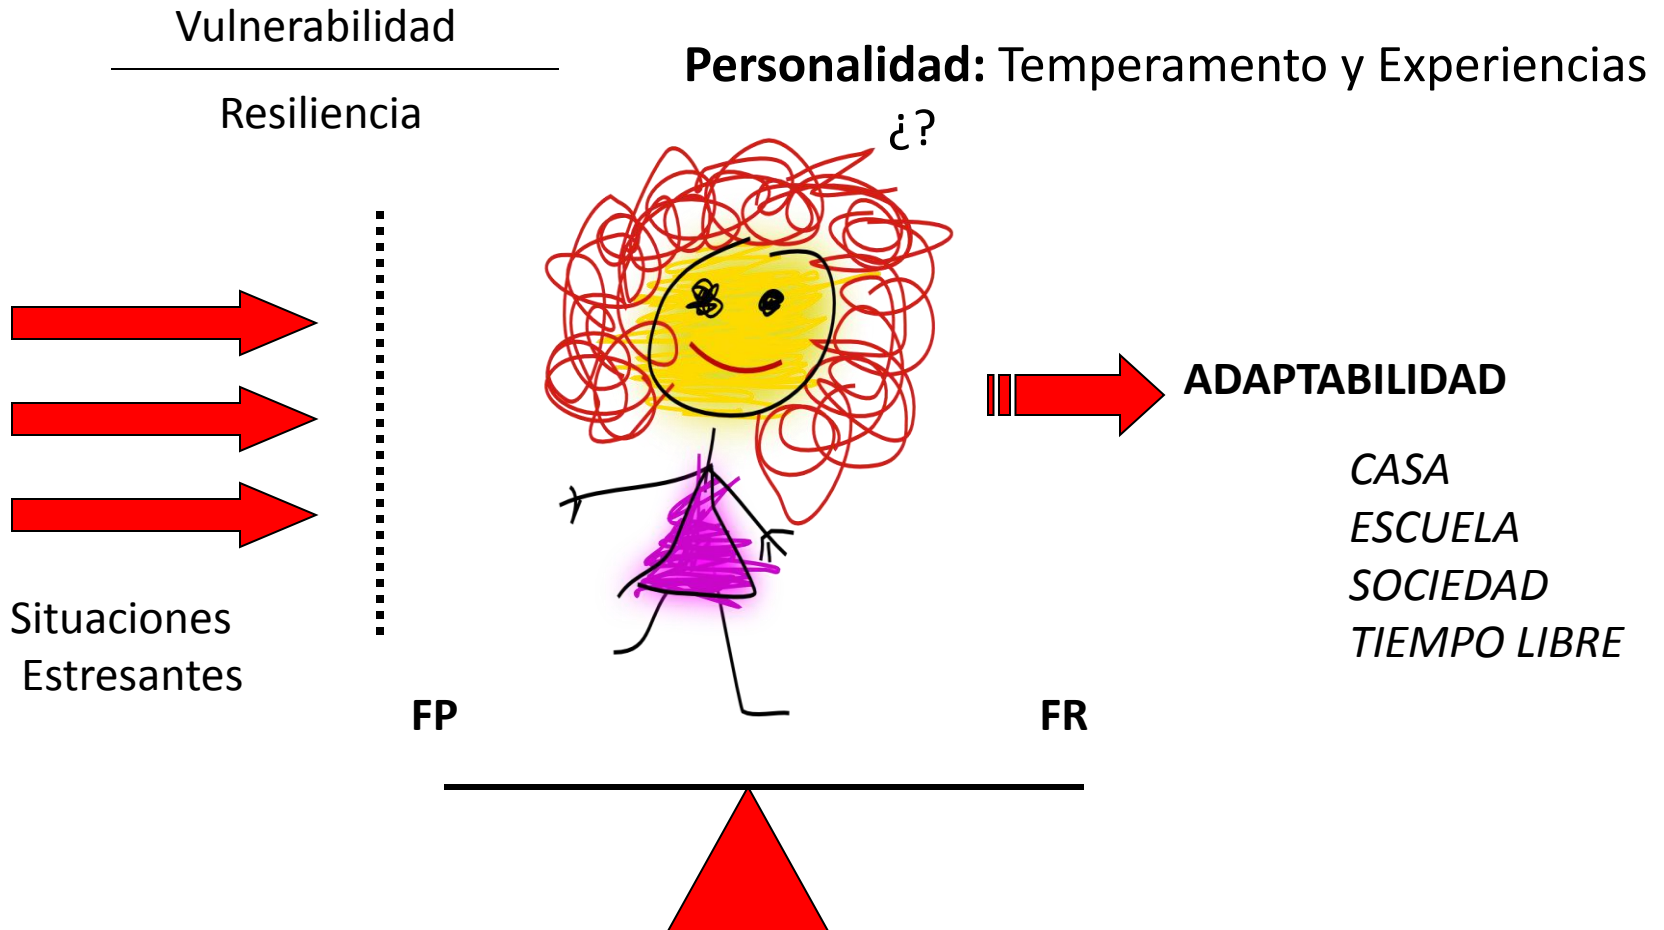 Vulnerabilidad
Resiliencia
Personalidad: Temperamento y Experiencias
¿?
Situaciones
Estresantes
ADAPTABILIDAD
CASA
ESCUELA
SOCIEDAD
TIEMPO LIBRE
FP
FR